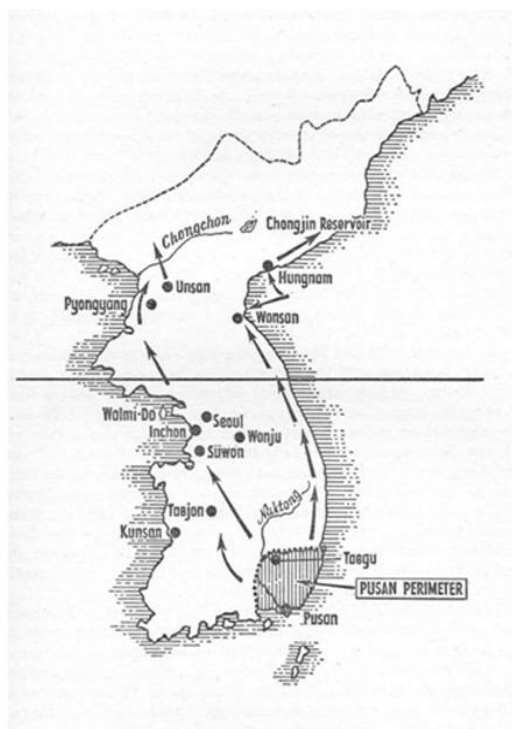 Chongchon
Chongjin Reservoir
Hungnam
Unsan
Pyongyang
Wonsan
Walmi-Do
Seoul
Inchon
Wonju
Suwon
Naktong
Taejon
Kunsan
Taegu
PUSAN PERIMETER
Pusan